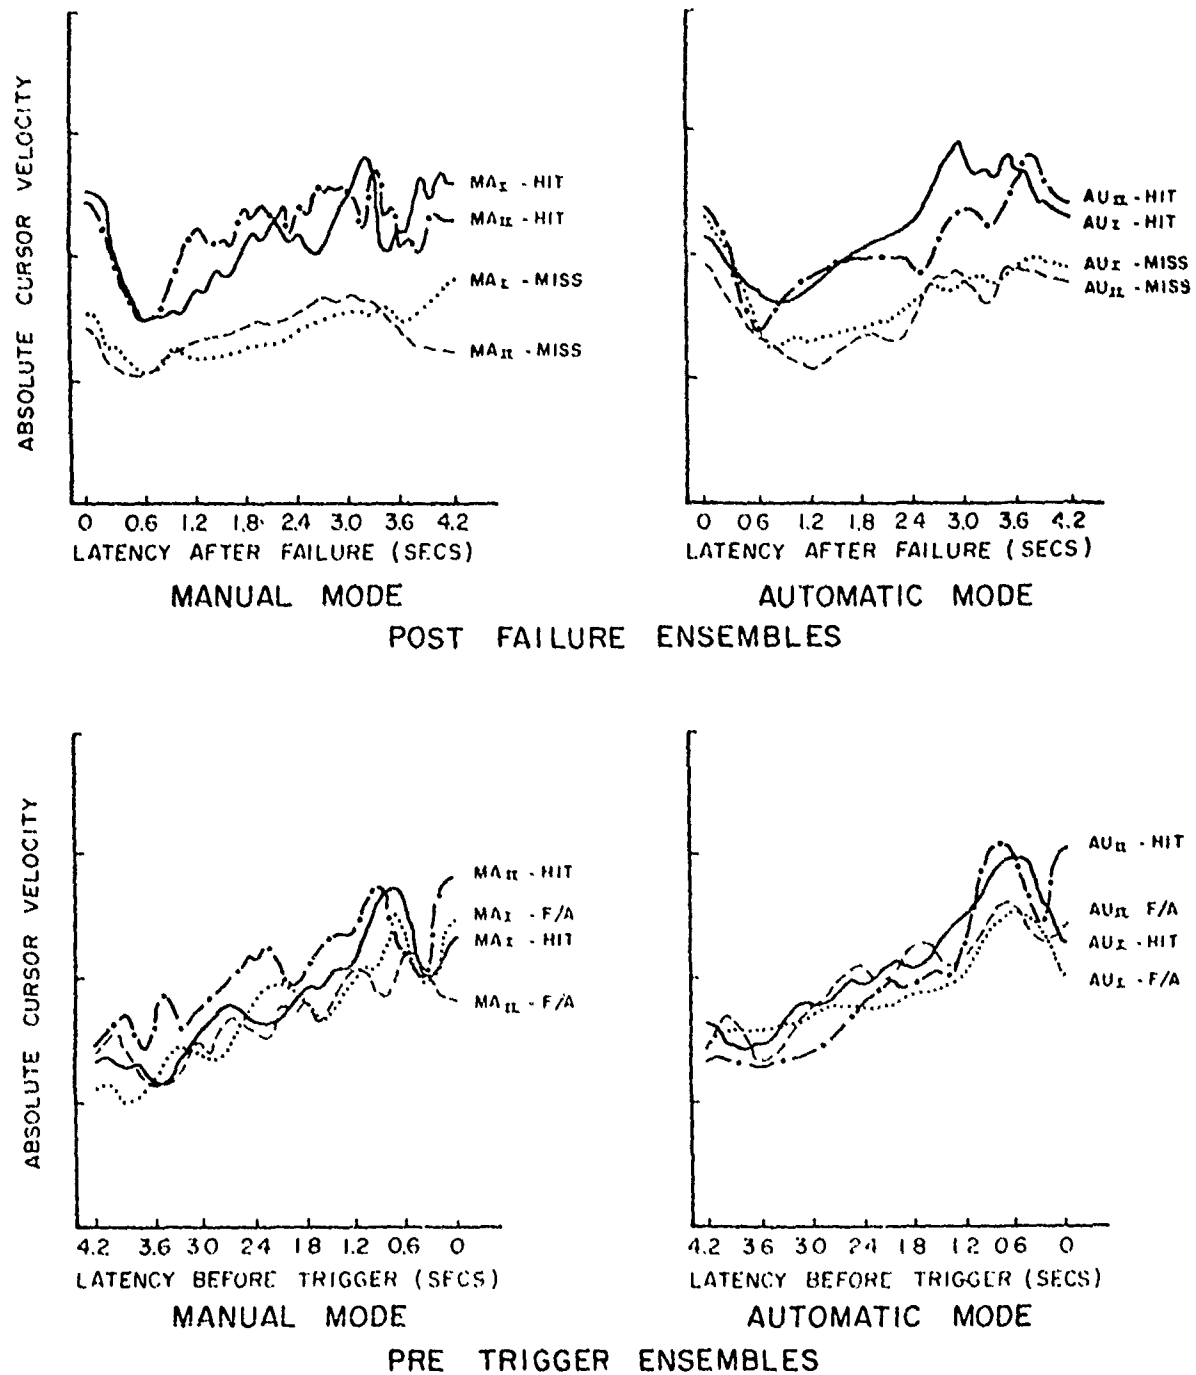 ABSOLUTE CURSOR VELOCITY
MAI - HIT
MAII - HIT
MAI - MISS
MAII - MISS
0 0.6 1.2 1.8 2.4 3.0 3.6 4.2
LATENCY AFTER FAILURE (SECS)
MANUAL MODE
AUII - HIT
AUI - HIT
AUI - MISS
AUII - MISS
0 0 6 1.2 1.8 2 4 3.0 3.6 4.2
LATENCY AFTER FAILURE (SECS)
AUTOMATIC MODE
POST FAILURE ENSEMBLES
ABSOLUTE CURSOR VELOCITY
MAII - HIT
MAI - F/A
MAI - HIT
MAII - F/A
4.2 3.6 3 0 2 4 1 8 1.2 0.6 0
LATENCY BEFORE TRIGGER (SECS)
MANUAL MODE
AUII - HIT
AUII F/A
AUI - HIT
AUI - F/A
4.2 3 6 3 0 2 4 1 8 1 2 0 6 0
LATENCY BEFORE TRIGGER (SECS)
AUTOMATIC MODE
PRE TRIGGER ENSEMBLES